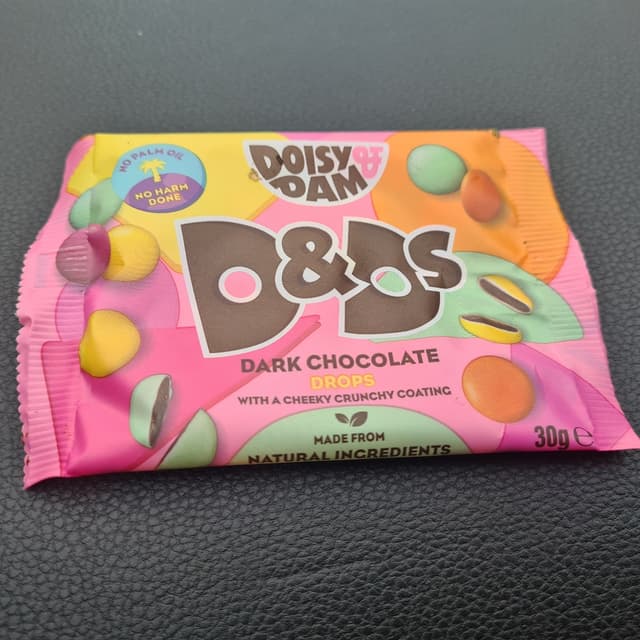 NO PALM OIL
NO HARM
DONE
DOISY &
DAM
D&Ds
DARK CHOCOLATE
DROPS
WITH A CHEEKY CRUNCHY COATING
MADE FROM
NATURAL INGREDIENTS
30g e